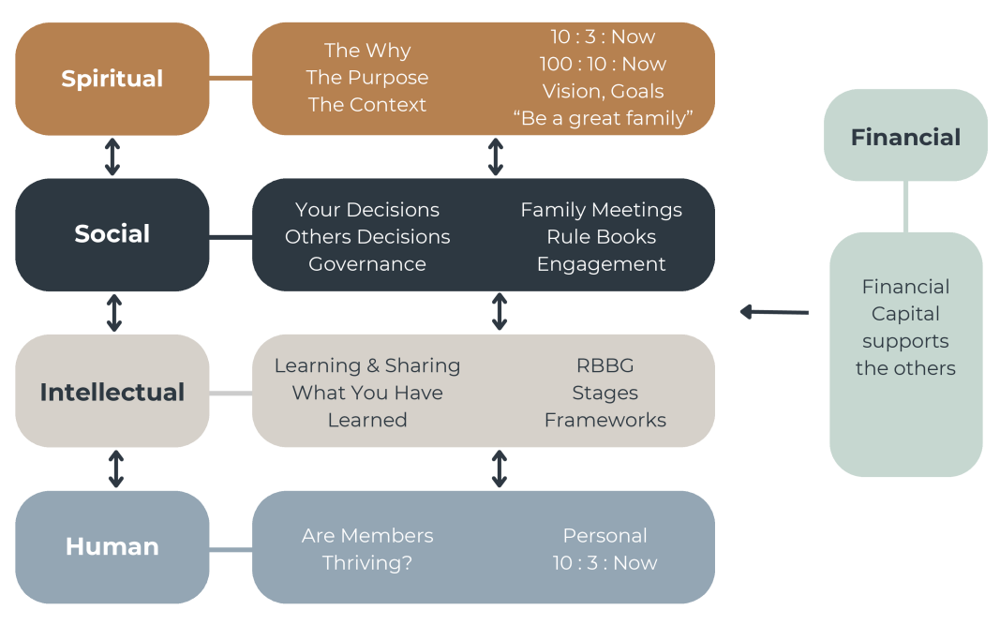 Spiritual
The Why
The Purpose
The Context
10 : 3 : Now
100 : 10 : Now
Vision, Goals
“Be a great family”
Social
Your Decisions
Others Decisions
Governance
Family Meetings
Rule Books
Engagement
Intellectual
Learning & Sharing
What You Have
Learned
RBBG
Stages
Frameworks
Human
Are Members
Thriving?
Personal
10 : 3 : Now
Financial
Financial
Capital
supports
the others